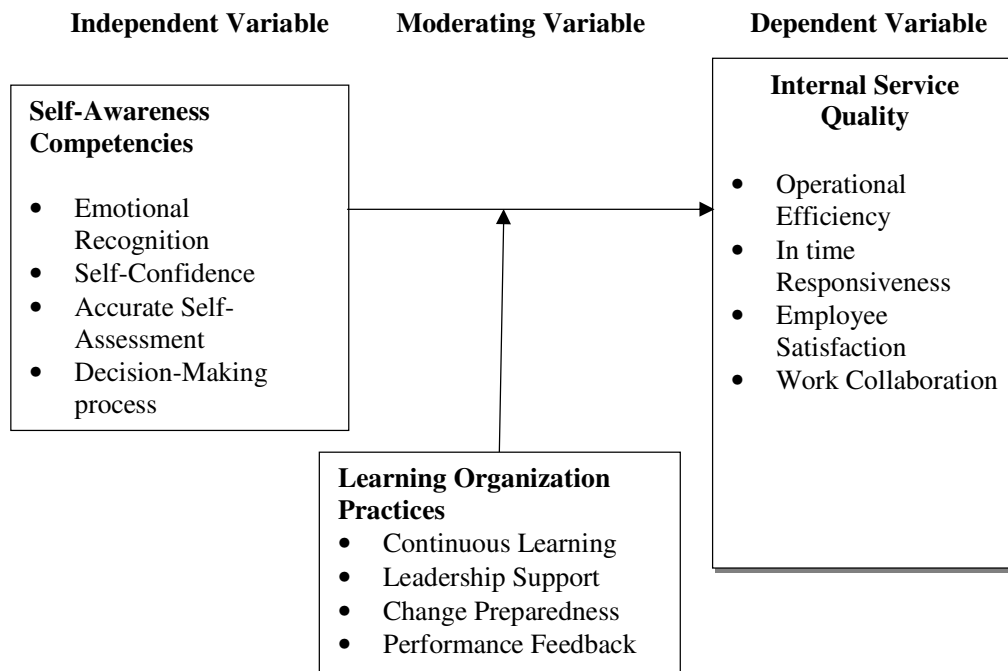 Independent Variable
Moderating Variable
Dependent Variable
Self-Awareness
Competencies
• Emotional
Recognition
• Self-Confidence
• Accurate Self-
Assessment
• Decision-Making
process
Learning Organization
Practices
• Continuous Learning
• Leadership Support
• Change Preparedness
• Performance Feedback
Internal Service
Quality
• Operational
Efficiency
• In time
Responsiveness
• Employee
Satisfaction
• Work Collaboration